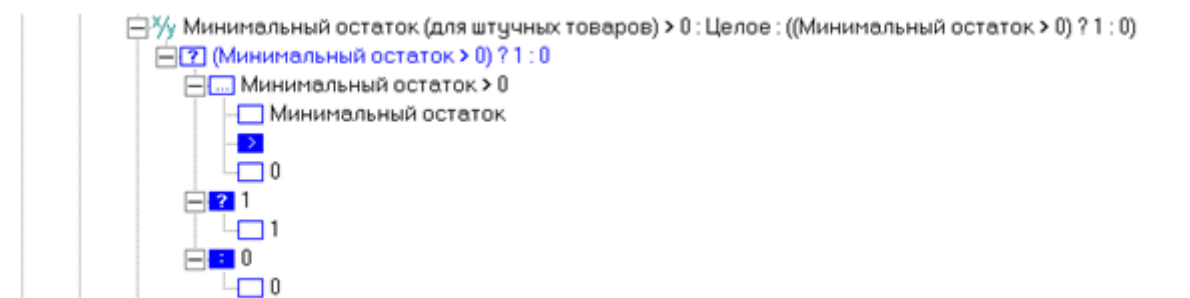 X/y Минимальный остаток (для штучных товаров) > 0 : Целое : ((Минимальный остаток > 0) ? 1 : 0)
? (Минимальный остаток > 0) ? 1 : 0
... Минимальный остаток > 0
Минимальный остаток
>
0
? 1
1
: 0
0